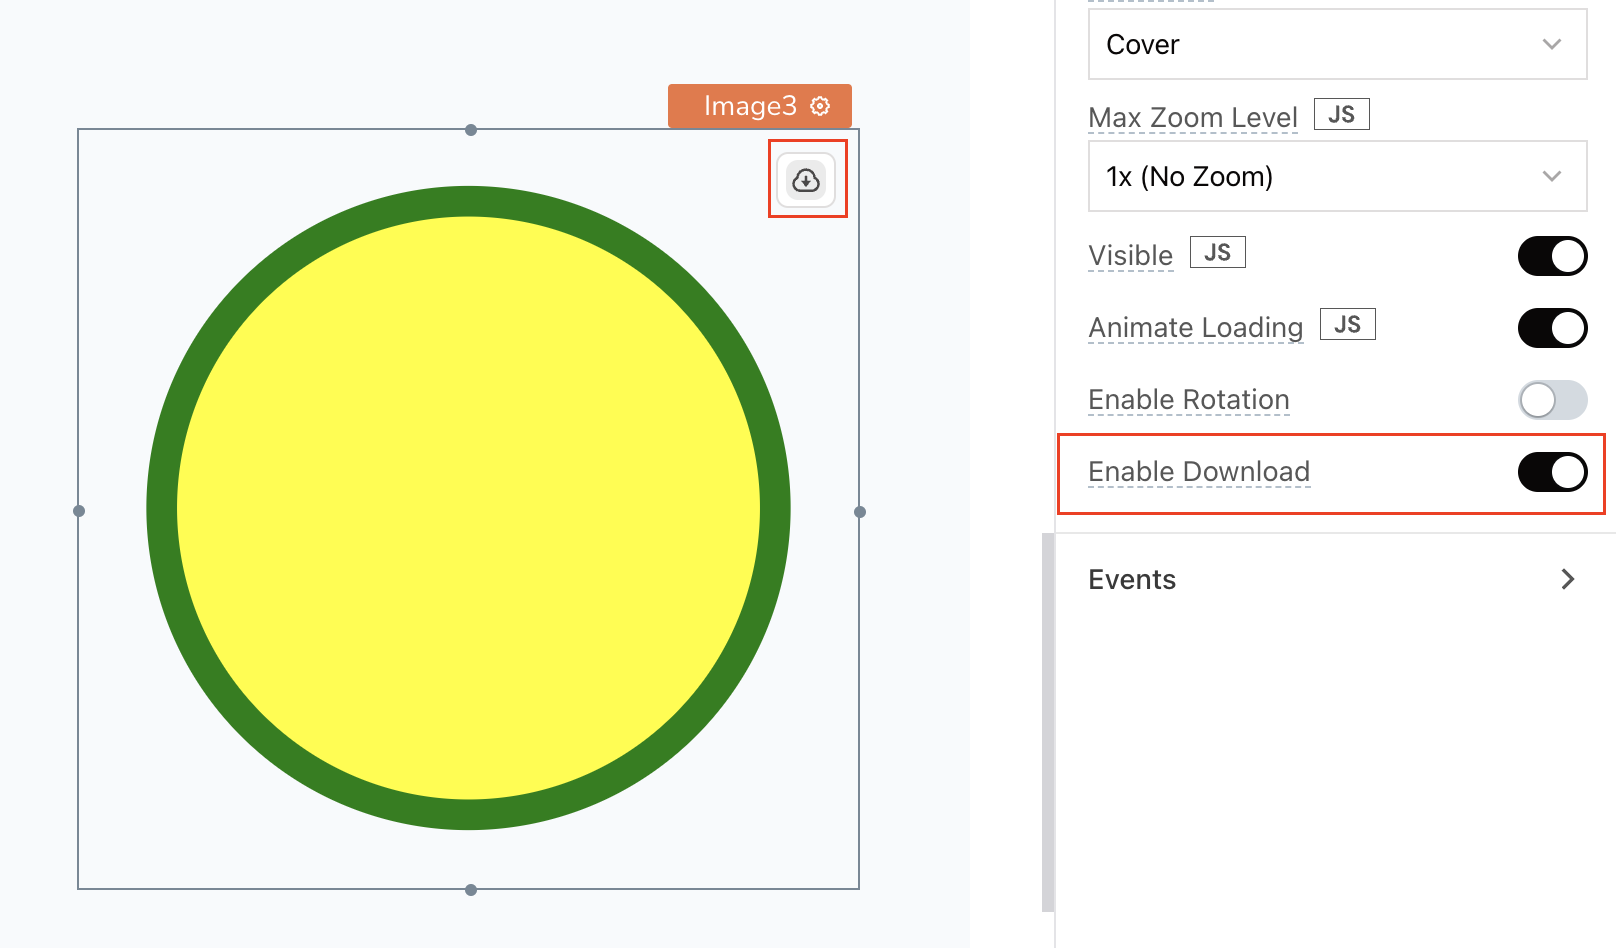 Image3
Cover
Max Zoom Level JS
1x (No Zoom)
Visible JS
Animate Loading JS
Enable Rotation
Enable Download
Events